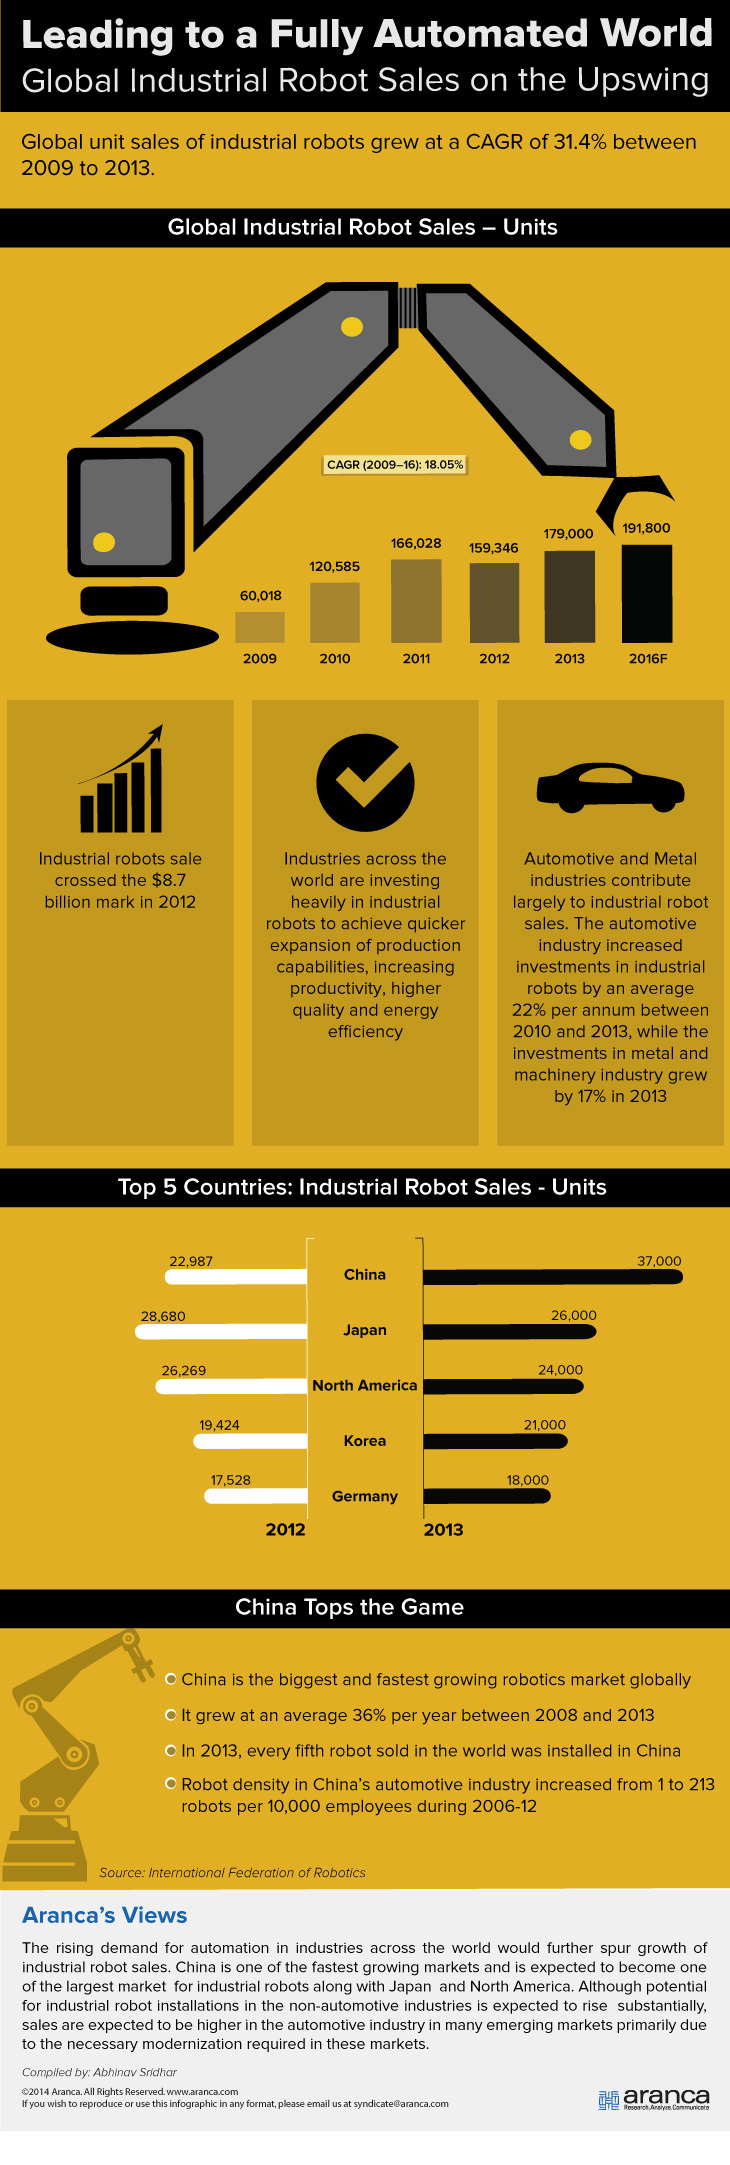 Leading to a Fully Automated World
Global Industrial Robot Sales on the Upswing
Global unit sales of industrial robots grew at a CAGR of 31.4% between
2009 to 2013.
Global Industrial Robot Sales – Units
CAGR (2009–16): 18.05%
60,018
120,585
166,028
159,346
179,000
191,800
2009
2010
2011
2012
2013
2016F
Industrial robots sale
crossed the $8.7
billion mark in 2012
Industries across the
world are investing
heavily in industrial
robots to achieve quicker
expansion of production
capabilities, increasing
productivity, higher
quality and energy
efficiency
Automotive and Metal
industries contribute
largely to industrial robot
sales. The automotive
industry increased
investments in industrial
robots by an average
22% per annum between
2010 and 2013, while the
investments in metal and
machinery industry grew
by 17% in 2013
Top 5 Countries: Industrial Robot Sales - Units
22,987 China 37,000
28,680 Japan 26,000
26,269 North America 24,000
19,424 Korea 21,000
17,528 Germany 18,000
2012 2013
China Tops the Game
China is the biggest and fastest growing robotics market globally
It grew at an average 36% per year between 2008 and 2013
In 2013, every fifth robot sold in the world was installed in China
Robot density in China's automotive industry increased from 1 to 213
robots per 10,000 employees during 2006-12
Source: International Federation of Robotics
Aranca's Views
The rising demand for automation in industries across the world would further spur growth of
industrial robot sales. China is one of the fastest growing markets and is expected to become one
of the largest market for industrial robots along with Japan and North America. Although potential
for industrial robot installations in the non-automotive industries is expected to rise substantially,
sales are expected to be higher in the automotive industry in many emerging markets primarily due
to the necessary modernization required in these markets.
Compiled by: Abhinav Sridhar
©2014 Aranca. All Rights Reserved. www.aranca.com
If you wish to reproduce or use this infographic in any format, please email us at syndicate@aranca.com
aranca
Research.Analyze.Communicate